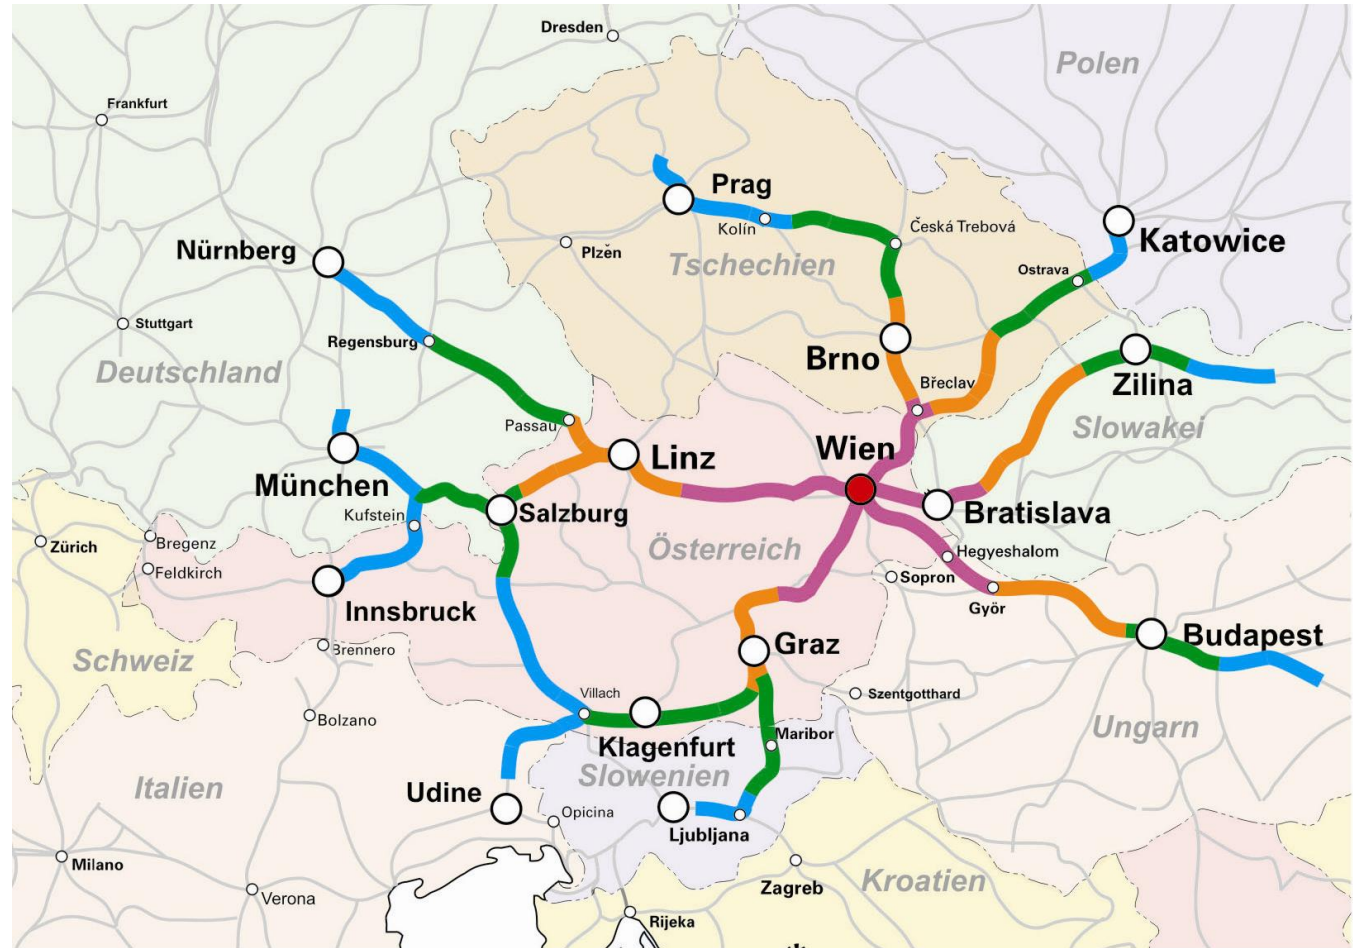 Dresden
Polen
Frankfurt
Prag
Kolín
Česká Trebová
Katowice
Nürnberg
Plzěn
Tschechien
Ostrava
Stuttgart
Regensburg
Brno
Deutschland
Břeclav
Zilina
Passau
Slowakei
Linz
Wien
München
Kufstein
Salzburg
Bratislava
Zürich
Bregenz
Österreich
Hegyeshalom
Feldkirch
Sopron
Györ
Innsbruck
Graz
Budapest
Brennero
Schweiz
Villach
Szentgotthard
Bolzano
Ungarn
Maribor
Klagenfurt
Slowenien
Italien
Udine
Opicina
Ljubljana
Milano
Kroatien
Zagreb
Verona
Rijeka